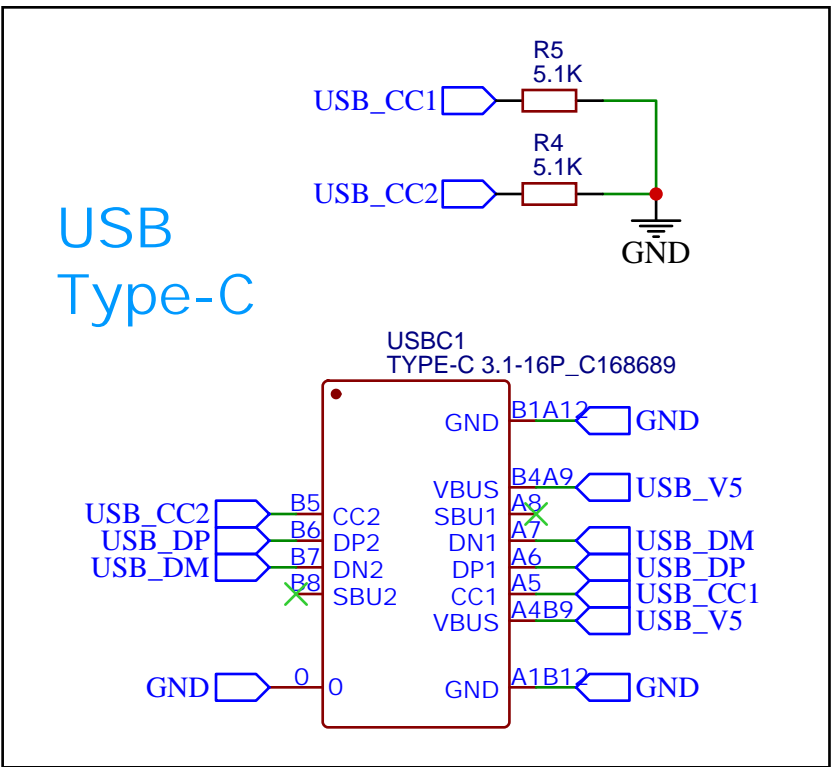 R5
5.1K
USB_CC1
R4
5.1K
USB_CC2
GND
USB
Type-C
USBC1
TYPE-C 3.1-16P_C168689
GND B1A12 GND
VBUS B4A9 USB_V5
SBU1 A8
USB_CC2 B5 CC2
DN1 A7 USB_DM
USB_DP B6 DP2
DP1 A6 USB_DP
USB_DM B7 DN2
CC1 A5 USB_CC1
B8 SBU2
VBUS A4B9 USB_V5
GND 0 0
GND A1B12 GND